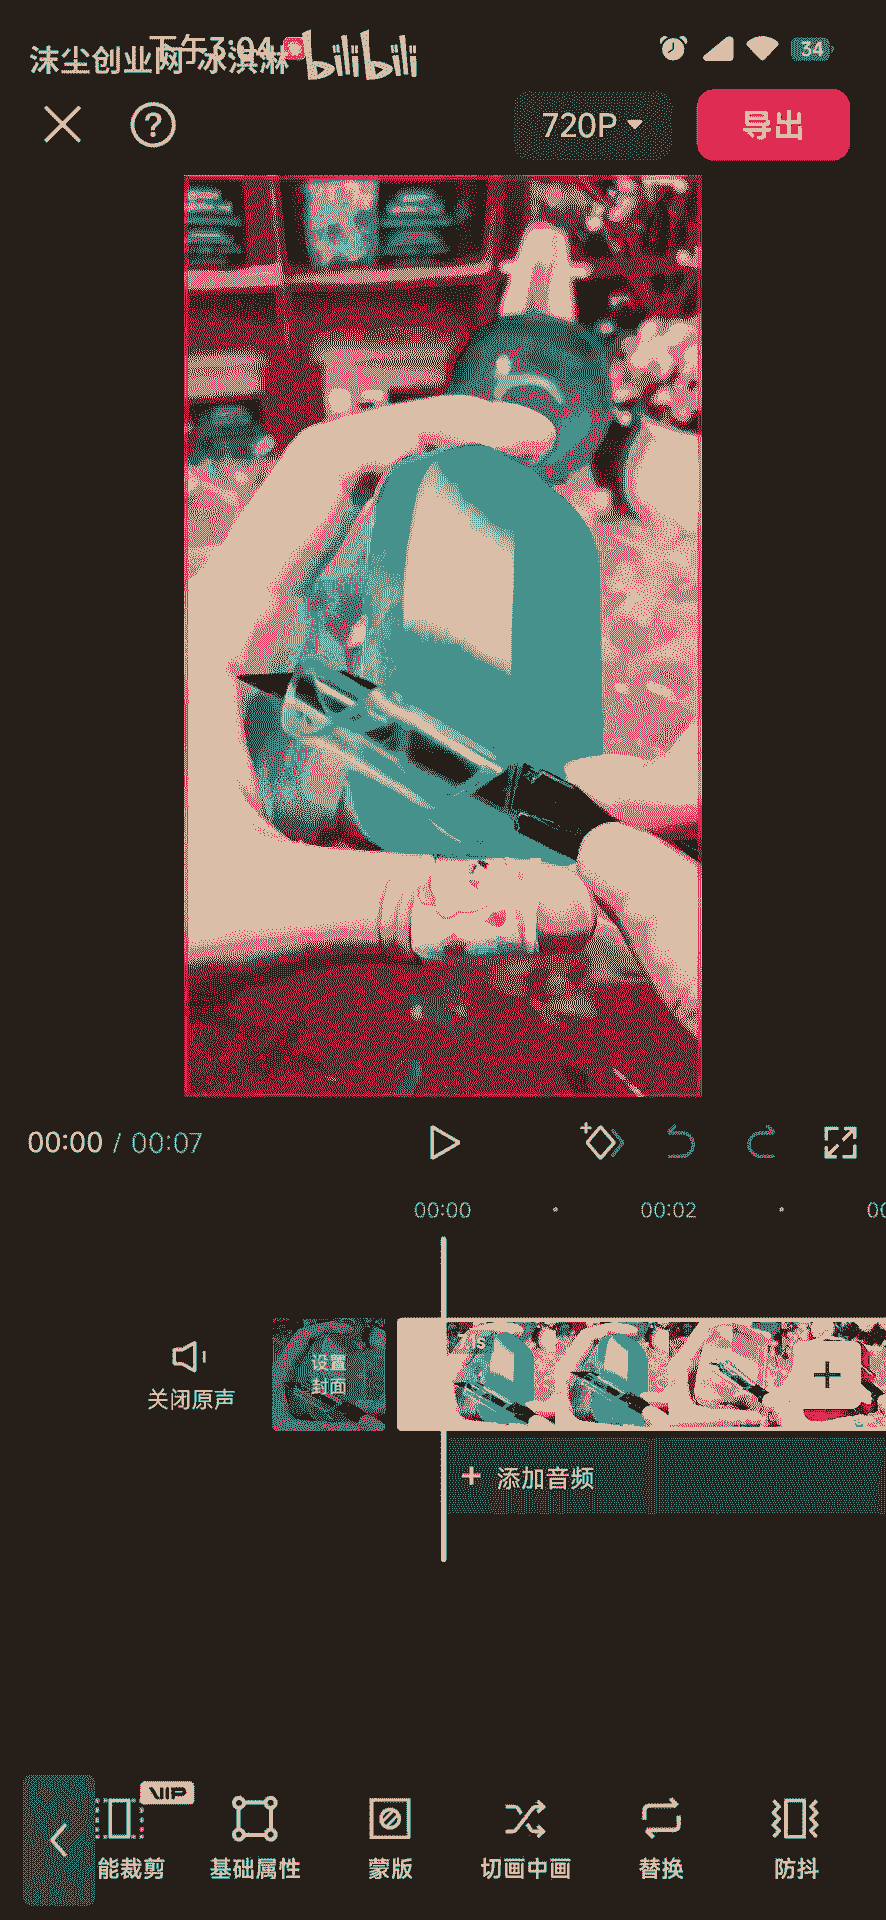 下午3:04
沫尘创业网 冰淇淋 bilibili
34
720P
导出
00:00 / 00:07
00:00
00:02
00
7.1s
设置
封面
关闭原声
+ 添加音频
VIP
能裁剪
基础属性
蒙版
切画中画
替换
防抖